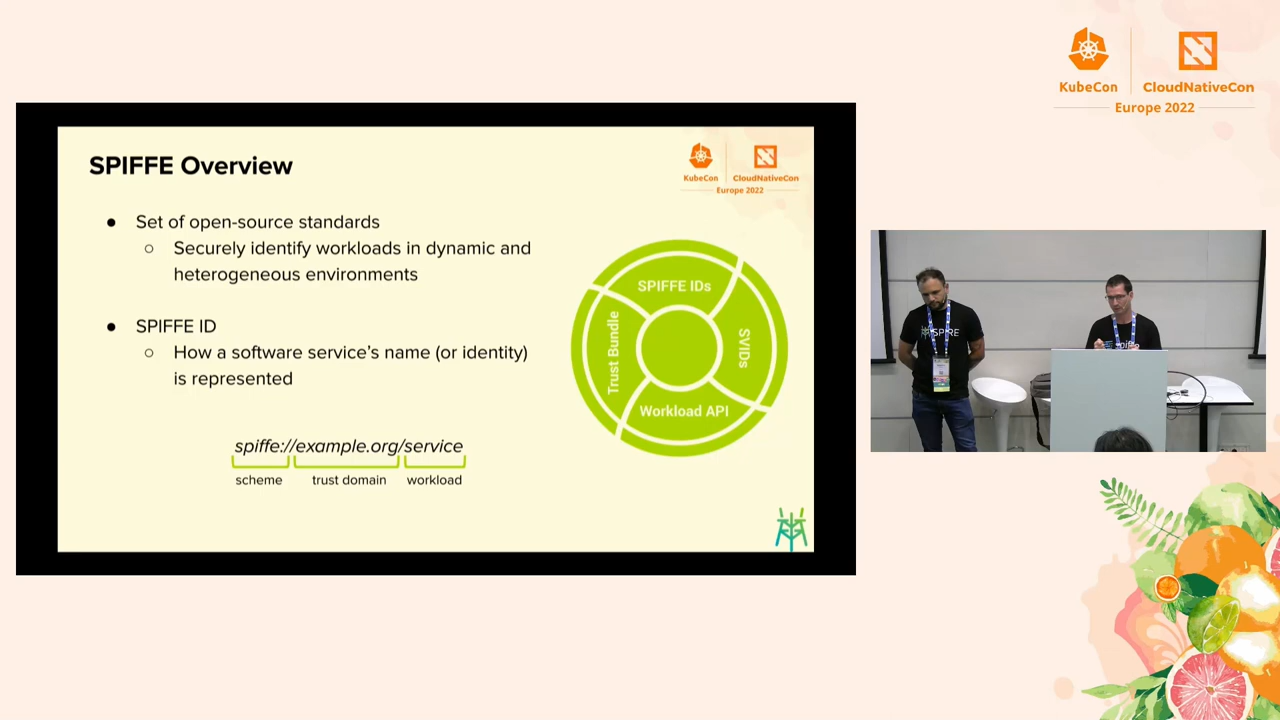 KubeCon
CloudNativeCon
Europe 2022
SPIFFE Overview
KubeCon
CloudNativeCon
Europe 2022
● Set of open-source standards
○ Securely identify workloads in dynamic and
heterogeneous environments
● SPIFFE ID
○ How a software service's name (or identity)
is represented
spiffe://example.org/service
scheme
trust domain
workload
SPIFFE IDs
SVIDs
Workload API
Trust Bundle
SPIRE
spiffe